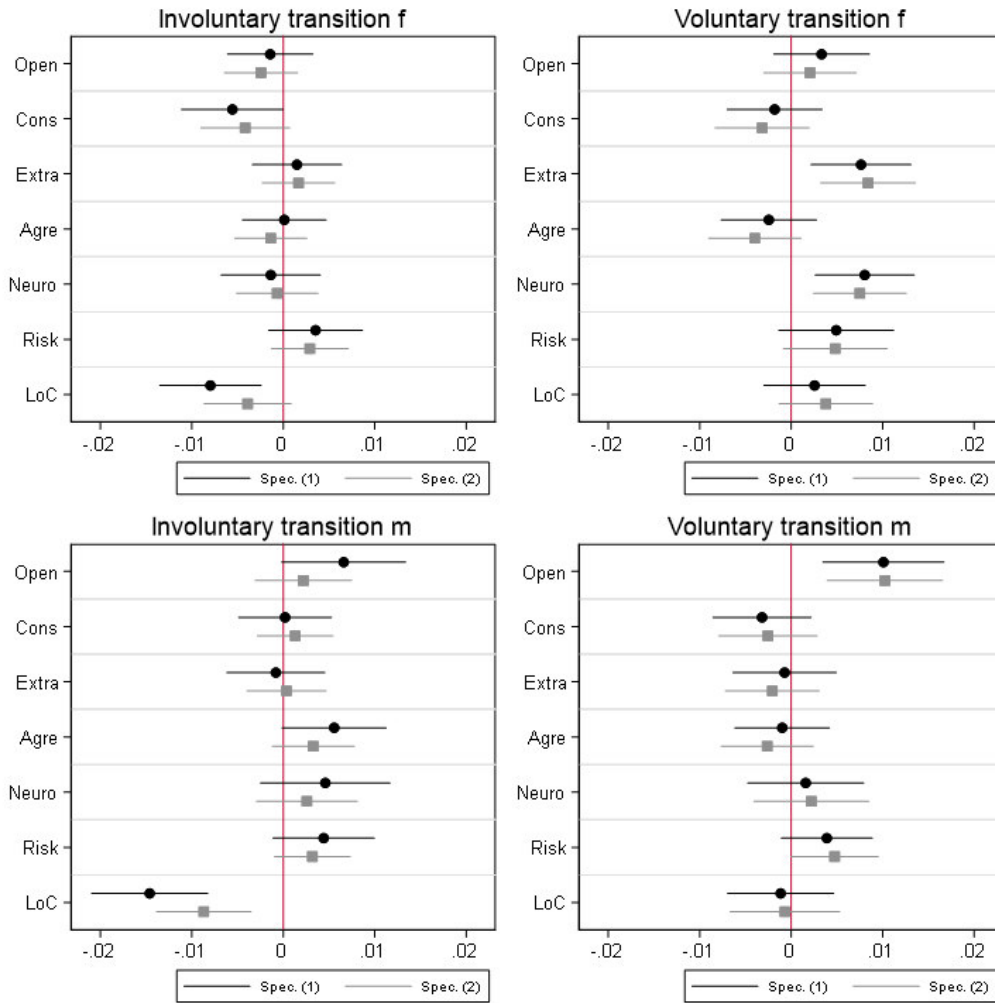 Involuntary transition f
Voluntary transition f
Open
Cons
Extra
Agre
Neuro
Risk
LoC
-.02 -.01 0 .01 .02
Spec. (1) Spec. (2)
Open
Cons
Extra
Agre
Neuro
Risk
LoC
-.02 -.01 0 .01 .02
Spec. (1) Spec. (2)
Involuntary transition m
Voluntary transition m
Open
Cons
Extra
Agre
Neuro
Risk
LoC
-.02 -.01 0 .01 .02
Spec. (1) Spec. (2)
Open
Cons
Extra
Agre
Neuro
Risk
LoC
-.02 -.01 0 .01 .02
Spec. (1) Spec. (2)